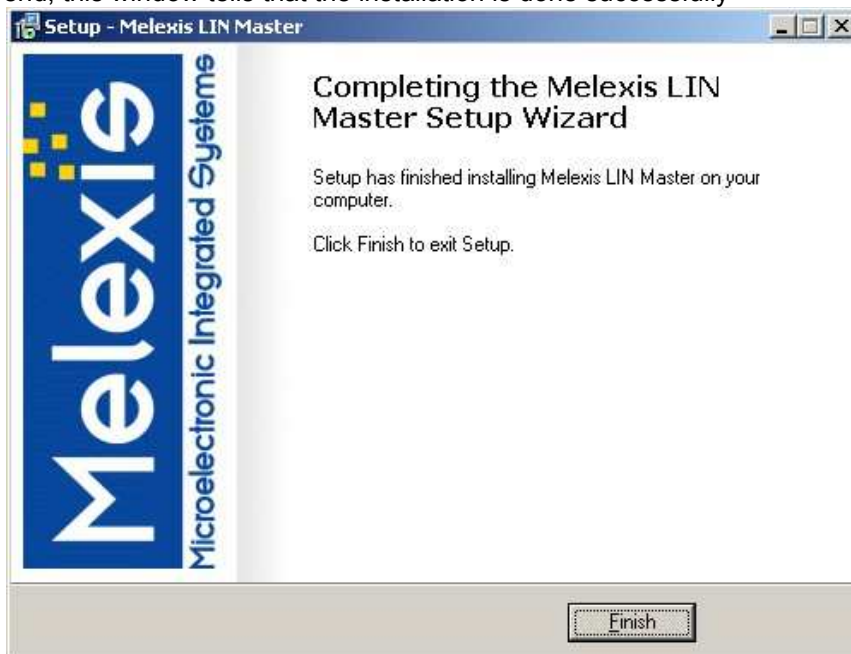 end, this window tells that the installation is done successfully
Setup - Melexis LIN Master
Melexis
Microelectronic Integrated Systems
Completing the Melexis LIN
Master Setup Wizard
Setup has finished installing Melexis LIN Master on your
computer.
Click Finish to exit Setup.
Finish